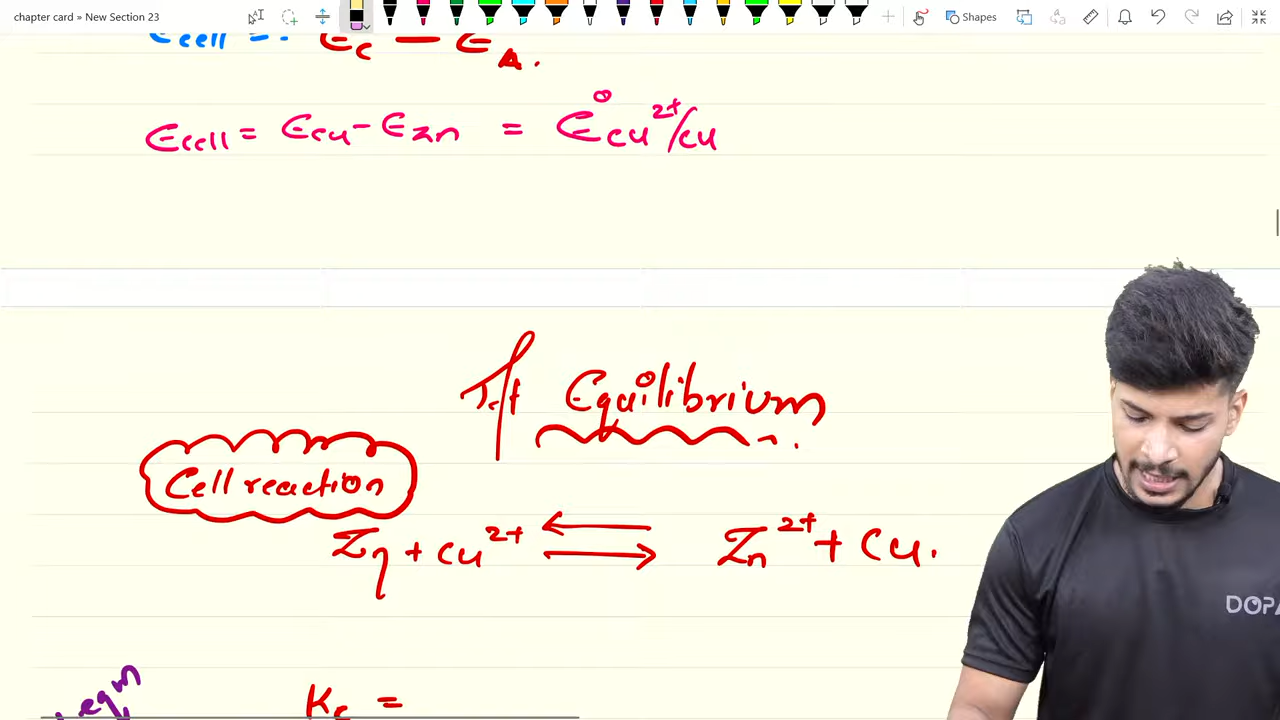 chapter card » New Section 23
Shapes
Ecell = : Ec – EA.
Ecell = Ecu – Ezn = E°cu²⁺/cu
Equilibrium
Cell reaction
Zn + Cu²⁺ ⇌ Zn²⁺ + Cu.
eqm
Kc =
DOPA